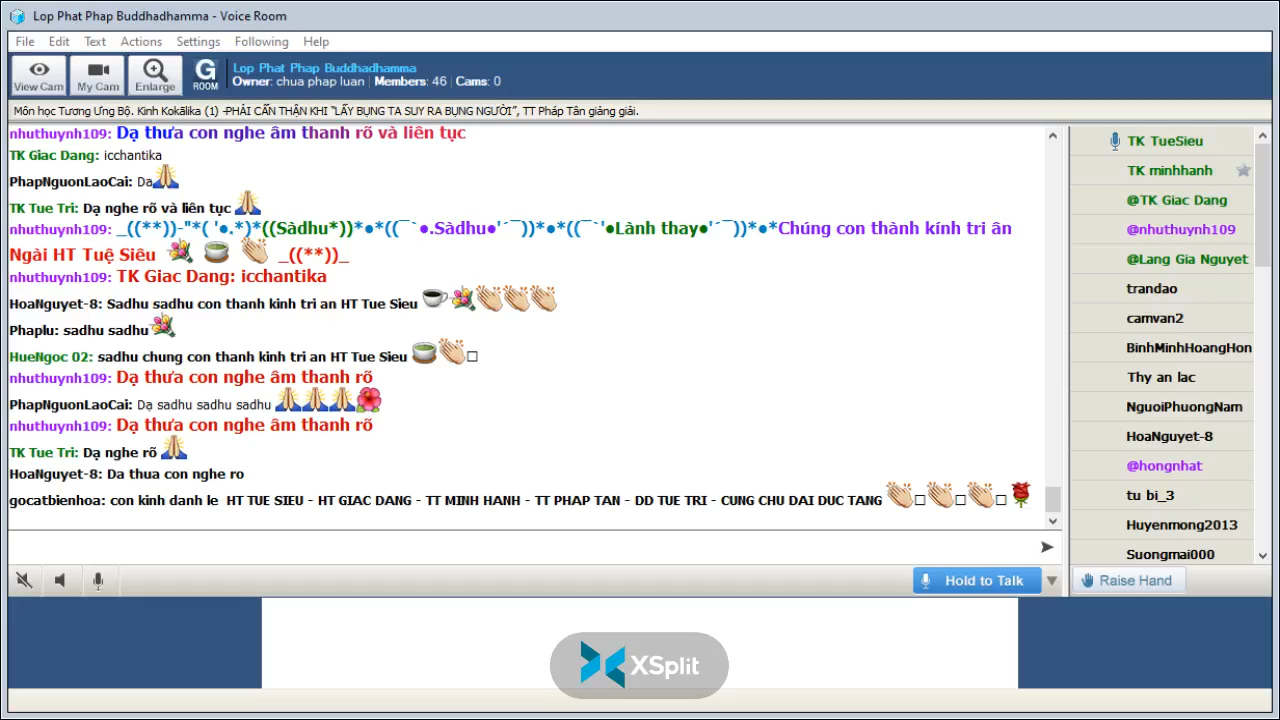 Lop Phat Phap Buddhadhamma - Voice Room
File Edit Text Actions Settings Following Help
View Cam My Cam Enlarge G ROOM
Lop Phat Phap Buddhadhamma
Owner: chua phap luan | Members: 46 | Cams: 0
Môn học Tương Ưng Bộ. Kinh Kokālika (1) -PHẢI CẨN THẬN KHI “LẤY BỤNG TA SUY RA BỤNG NGƯỜI”, TT Pháp Tân giảng giải.
nhuthuynh109: Dạ thưa con nghe âm thanh rõ và liên tục
TK Giac Dang: icchantika
PhapNguonLaoCai: Da
TK Tue Tri: Dạ nghe rõ và liên tục
nhuthuynh109: _((**))-"*( '●.*)*((Sàdhu*))*●*((¯`●.Sàdhu●'´¯))*●*((¯`'●Lành thay●'´¯))*●*Chúng con thành kính tri ân
Ngài HT Tuệ Siêu _((**))_
nhuthuynh109: TK Giac Dang: icchantika
HoaNguyet-8: Sadhu sadhu con thanh kinh tri an HT Tue Sieu
Phaplu: sadhu sadhu
HueNgoc 02: sadhu chung con thanh kinh tri an HT Tue Sieu
nhuthuynh109: Dạ thưa con nghe âm thanh rõ
PhapNguonLaoCai: Dạ sadhu sadhu sadhu
nhuthuynh109: Dạ thưa con nghe âm thanh rõ
TK Tue Tri: Dạ nghe rõ
HoaNguyet-8: Da thua con nghe ro
gocatbienhoa: con kinh danh le HT TUE SIEU - HT GIAC DANG - TT MINH HANH - TT PHAP TAN - DD TUE TRI - CUNG CHU DAI DUC TANG
TK TueSieu
TK minhhanh
@TK Giac Dang
@nhuthuynh109
@Lang Gia Nguyet
trandao
camvan2
BinhMinhHoangHon
Thy an lac
NguoiPhuongNam
HoaNguyet-8
@hongnhat
tu bi_3
Huyenmong2013
Suongmai000
Hold to Talk
Raise Hand
XSplit